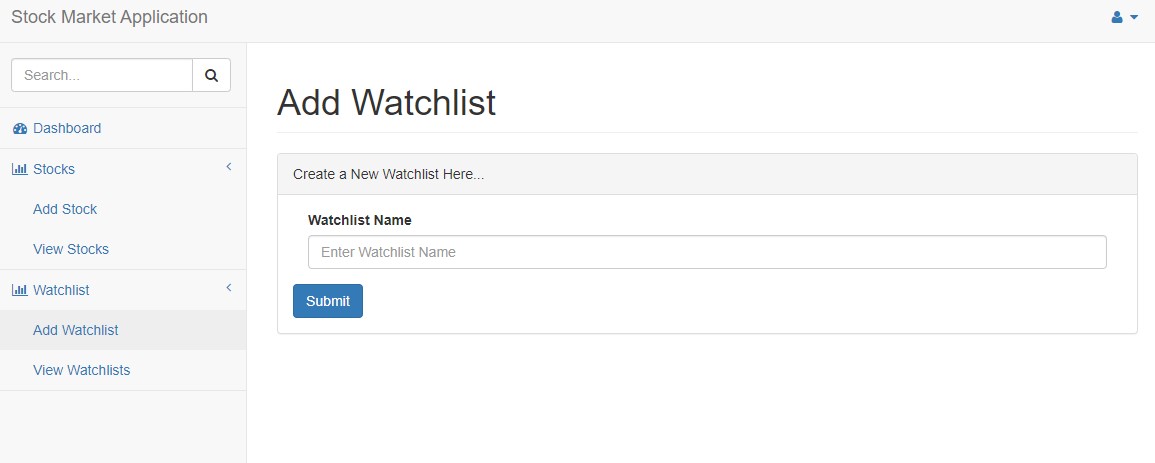 Stock Market Application
Search...
Dashboard
Stocks
Add Stock
View Stocks
Watchlist
Add Watchlist
View Watchlists
Add Watchlist
Create a New Watchlist Here...
Watchlist Name
Enter Watchlist Name
Submit